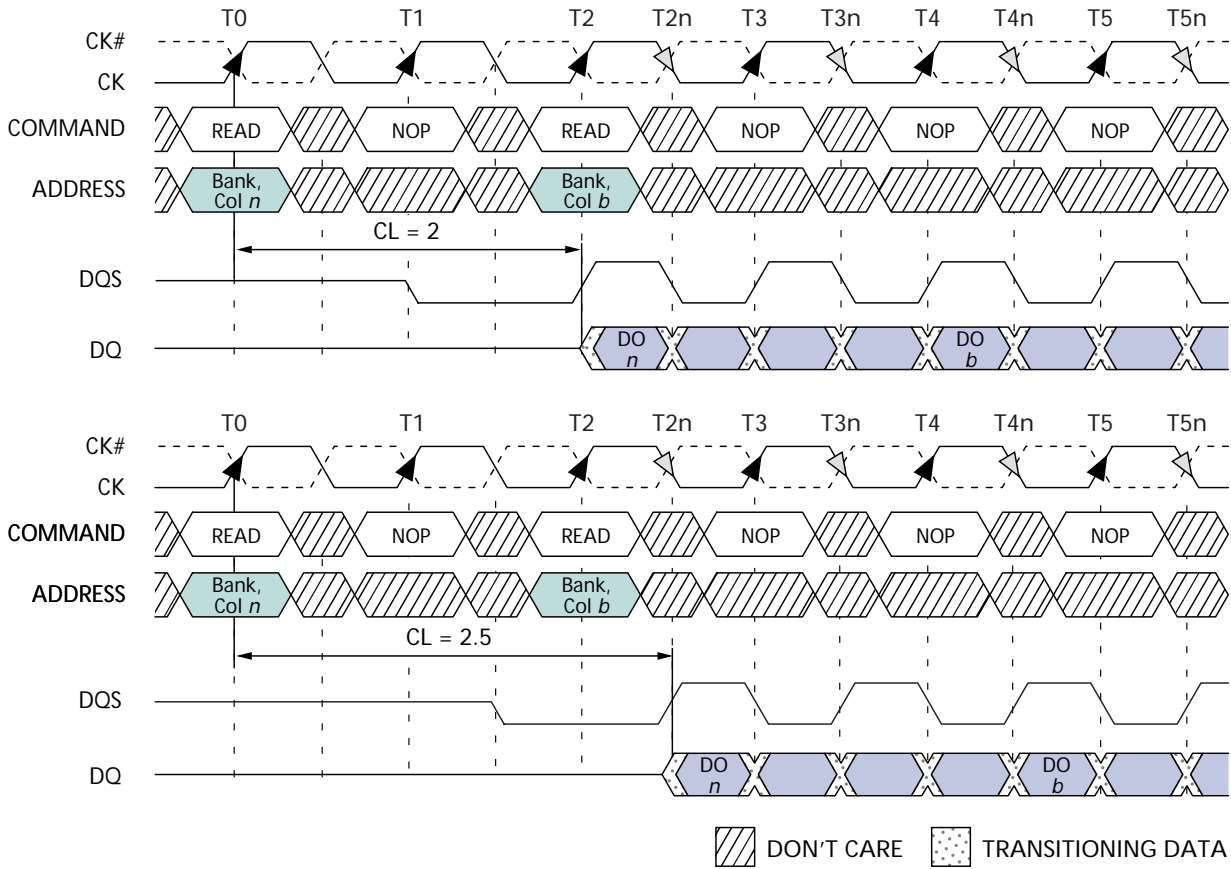 T0 T1 T2 T2n T3 T3n T4 T4n T5 T5n
CK#
CK
COMMAND READ NOP READ NOP NOP NOP
ADDRESS Bank, Col n Bank, Col b
CL = 2
DQS
DQ DO n DO b
T0 T1 T2 T2n T3 T3n T4 T4n T5 T5n
CK#
CK
COMMAND READ NOP READ NOP NOP NOP
ADDRESS Bank, Col n Bank, Col b
CL = 2.5
DQS
DQ DO n DO b
DON'T CARE TRANSITIONING DATA